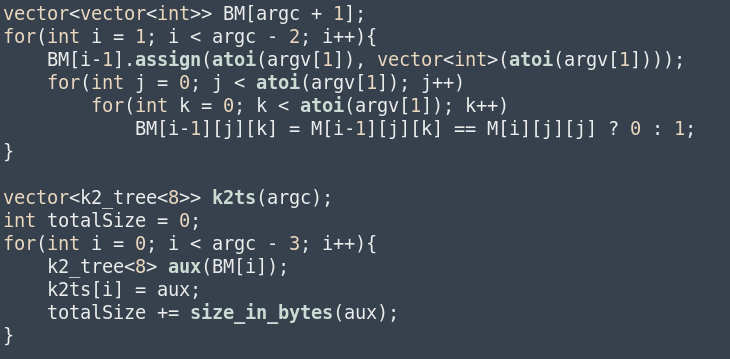 vector<vector<int>> BM[argc + 1];
for(int i = 1; i < argc - 2; i++){
    BM[i-1].assign(atoi(argv[1]), vector<int>(atoi(argv[1])));
    for(int j = 0; j < atoi(argv[1]); j++)
        for(int k = 0; k < atoi(argv[1]); k++)
            BM[i-1][j][k] = M[i-1][j][k] == M[i][j][j] ? 0 : 1;
}

vector<k2_tree<8>> k2ts(argc);
int totalSize = 0;
for(int i = 0; i < argc - 3; i++){
    k2_tree<8> aux(BM[i]);
    k2ts[i] = aux;
    totalSize += size_in_bytes(aux);
}